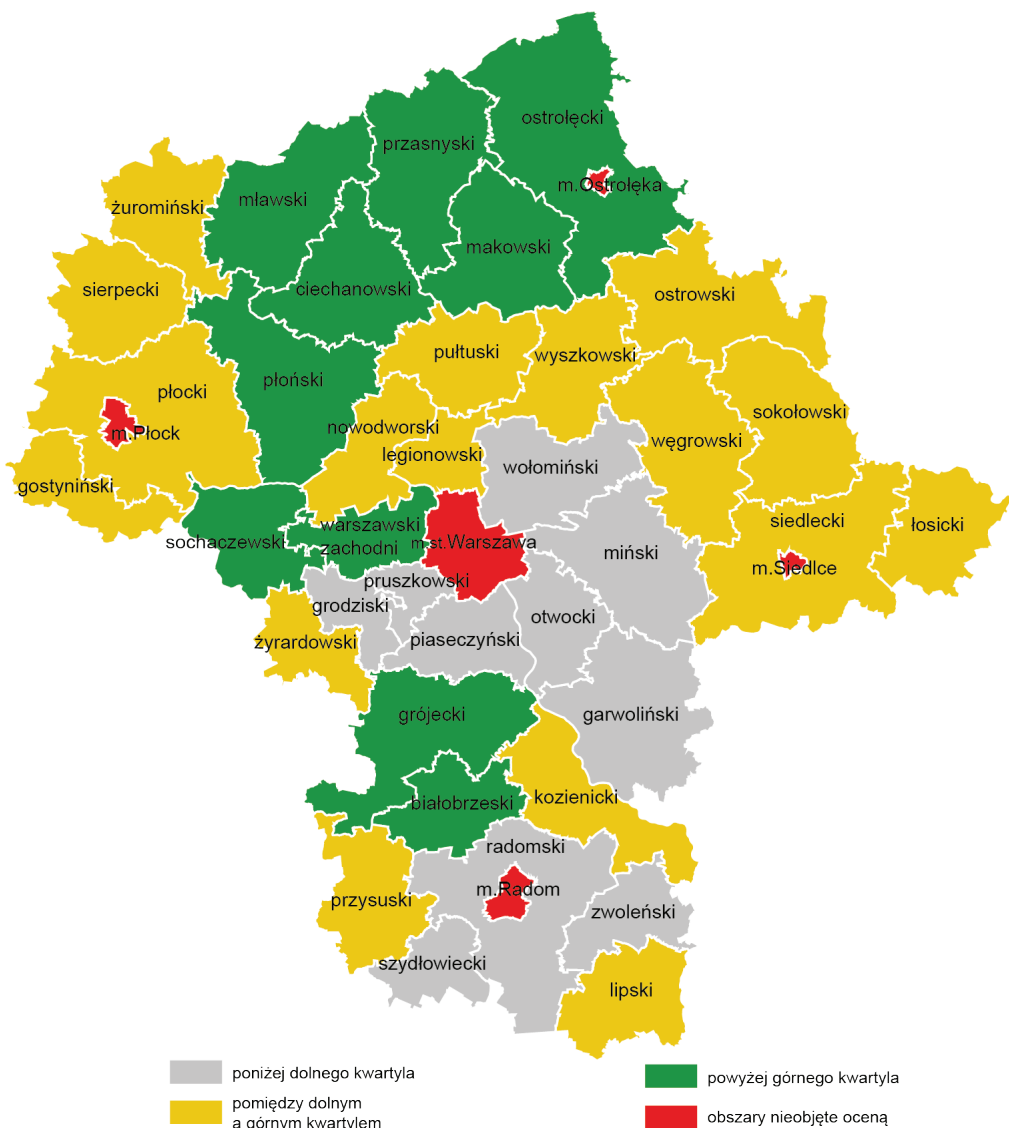 ostrołęcki
przasnyski
m.Ostrołęka
mławski
żuromiński
makowski
sierpecki
ciechanowski
ostrowski
pułtuski
wyszkowski
płoński
płocki
sokołowski
nowodworski
m.Płock
węgrowski
legionowski
wołomiński
gostyniński
siedlecki
łosicki
warszawski
zachodni
sochaczewski
m.st.Warszawa
miński
m.Siedlce
pruszkowski
grodziski
otwocki
żyrardowski
piaseczyński
grójecki
garwoliński
kozienicki
białobrzeski
radomski
m.Radom
przysuski
zwoleński
szydłowiecki
lipski
poniżej dolnego kwartyla
pomiędzy dolnym
a górnym kwartylem
powyżej górnego kwartyla
obszary nieobjęte oceną